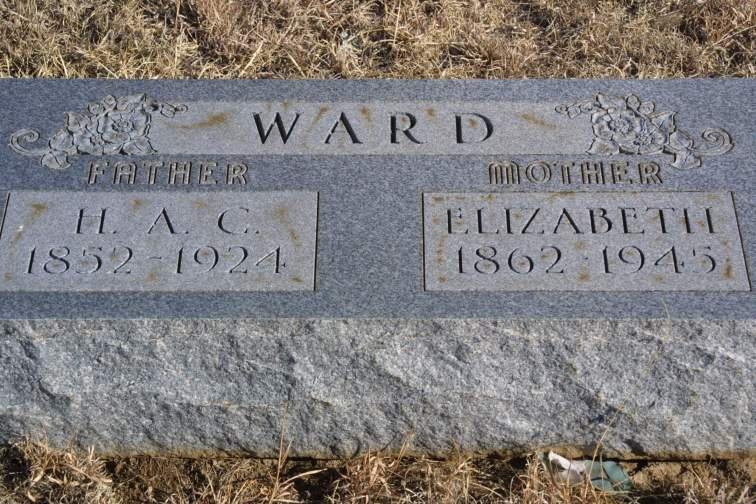 WARD
FATHER MOTHER
H. A. C. ELIZABETH
1852-1924 1862-1945